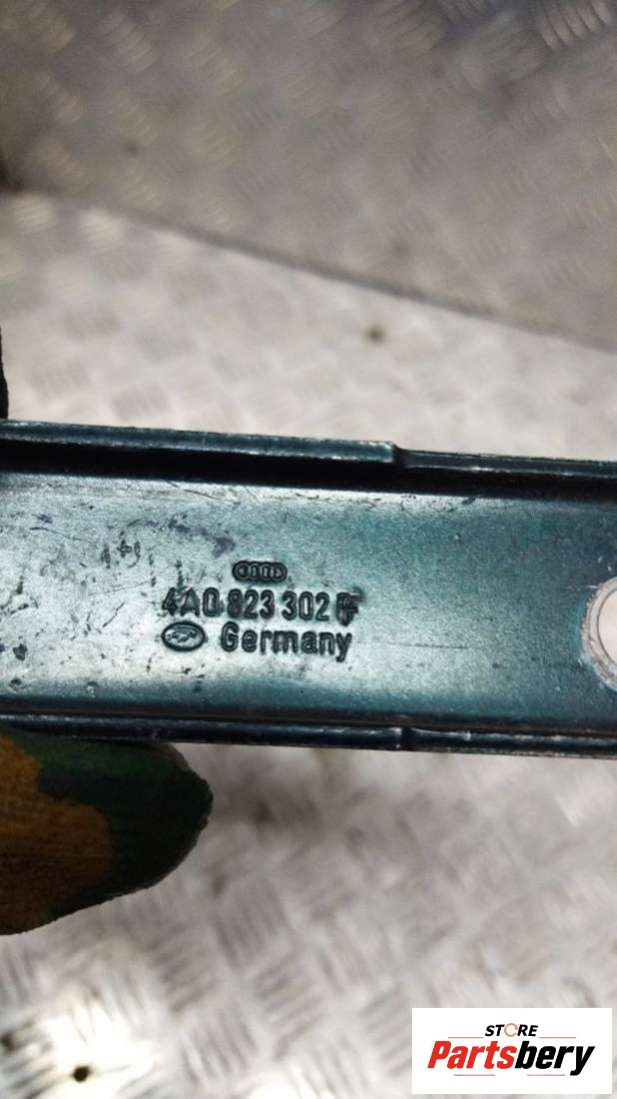 4A0 823 302
Germany
STORE
Partsbery